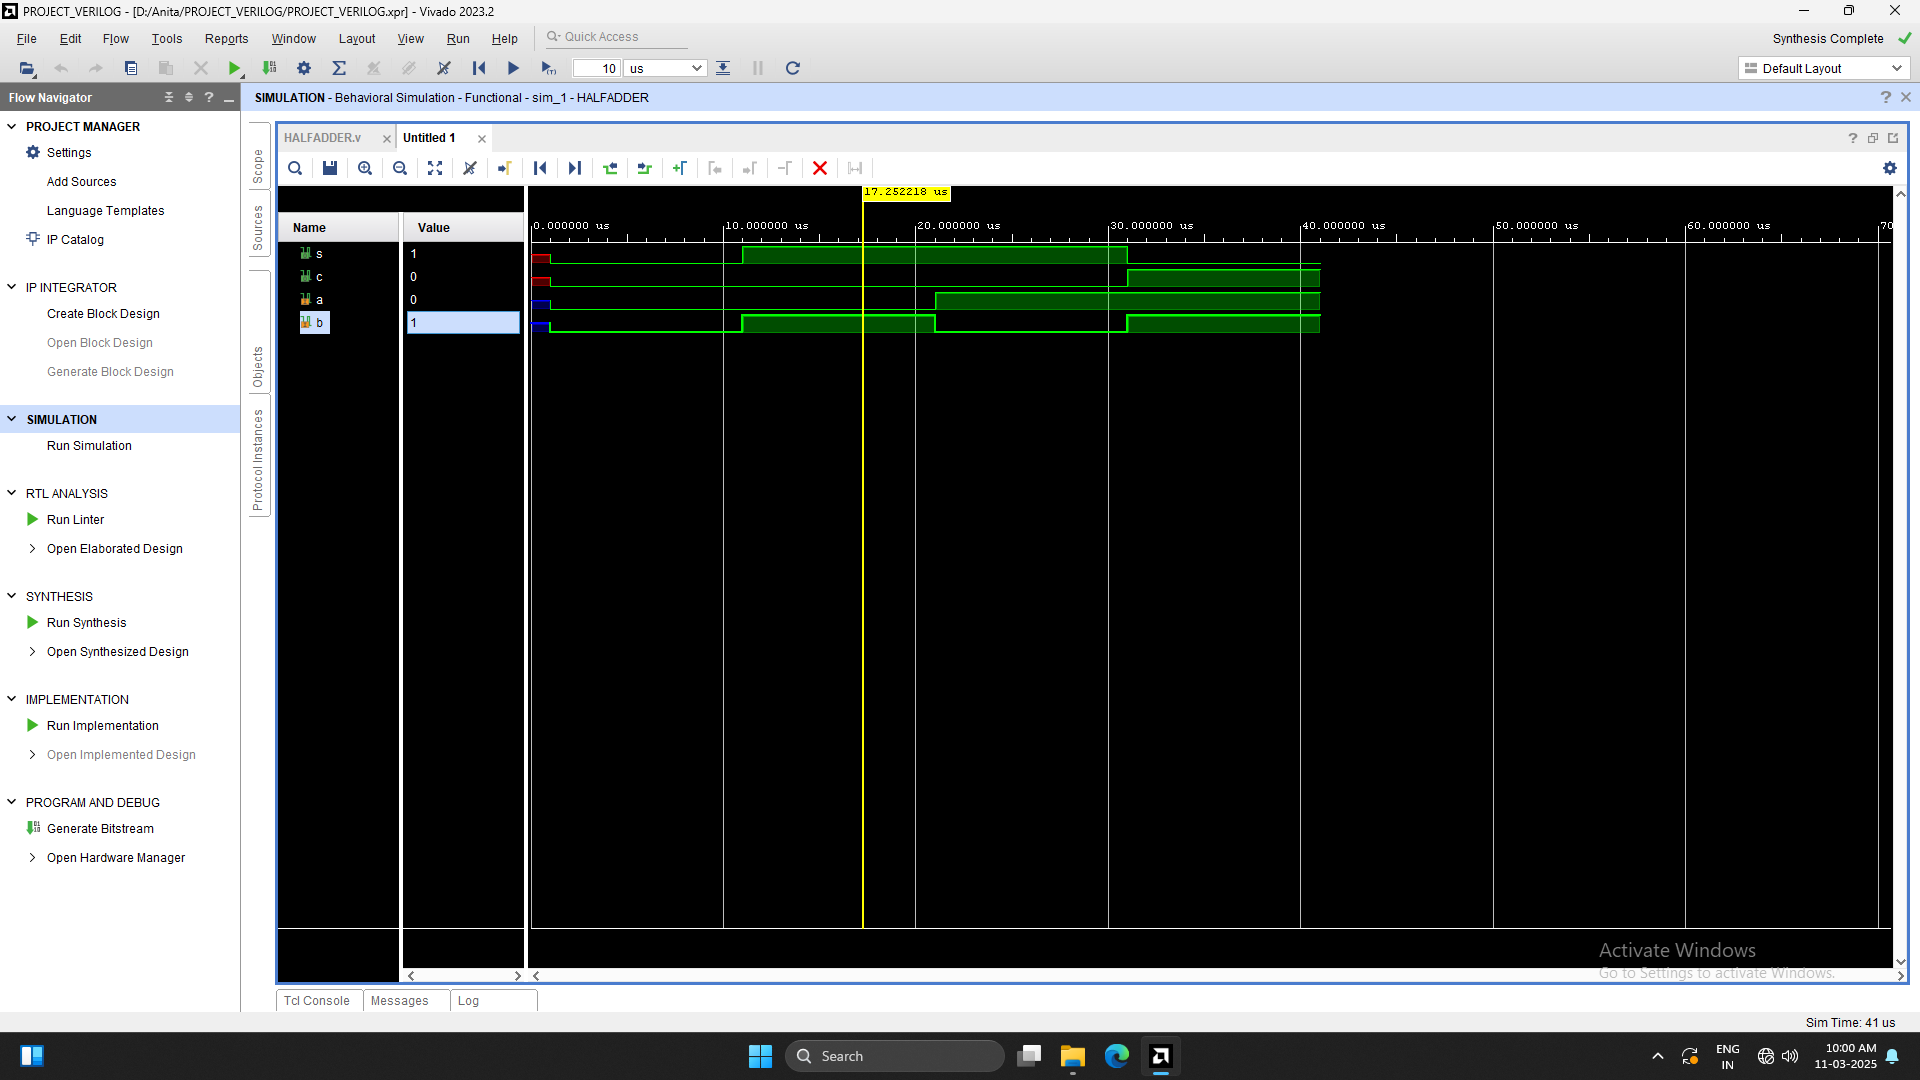 PROJECT_VERILOG - [D:/Anita/PROJECT_VERILOG/PROJECT_VERILOG.xpr] - Vivado 2023.2
File Edit Flow Tools Reports Window Layout View Run Help Quick Access Synthesis Complete
10 us Default Layout
Flow Navigator
SIMULATION - Behavioral Simulation - Functional - sim_1 - HALFADDER
PROJECT MANAGER
Settings
Add Sources
Language Templates
IP Catalog
IP INTEGRATOR
Create Block Design
Open Block Design
Generate Block Design
SIMULATION
Run Simulation
RTL ANALYSIS
Run Linter
Open Elaborated Design
SYNTHESIS
Run Synthesis
Open Synthesized Design
IMPLEMENTATION
Run Implementation
Open Implemented Design
PROGRAM AND DEBUG
Generate Bitstream
Open Hardware Manager
Scope
Sources
Objects
Protocol Instances
HALFADDER.v Untitled 1
17.252218 us
Name Value
0.000000 us 10.000000 us 20.000000 us 30.000000 us 40.000000 us 50.000000 us 60.000000 us 70
s 1
c 0
a 0
b 1
Activate Windows
Go to Settings to activate Windows.
Tcl Console Messages Log
Sim Time: 41 us
Search
ENG
IN
10:00 AM
11-03-2025